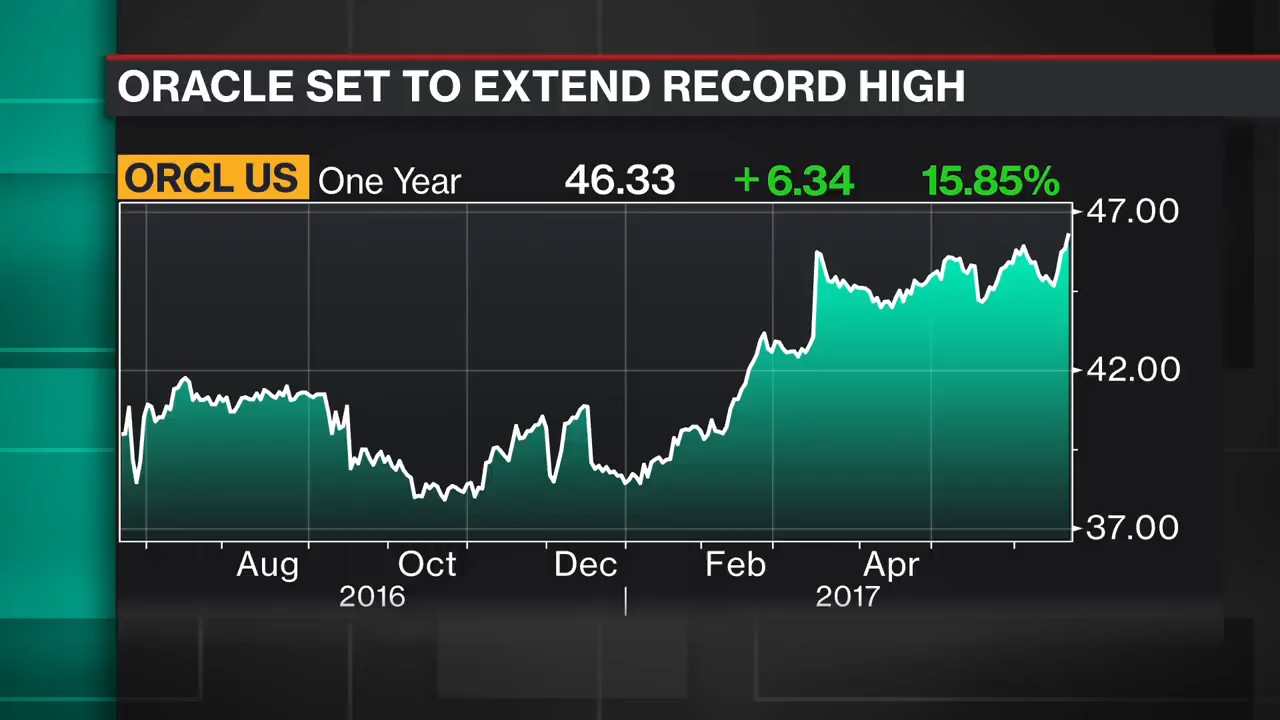 ORACLE SET TO EXTEND RECORD HIGH
ORCL US One Year 46.33 +6.34 15.85%
47.00
42.00
37.00
Aug Oct Dec Feb Apr
2016 2017